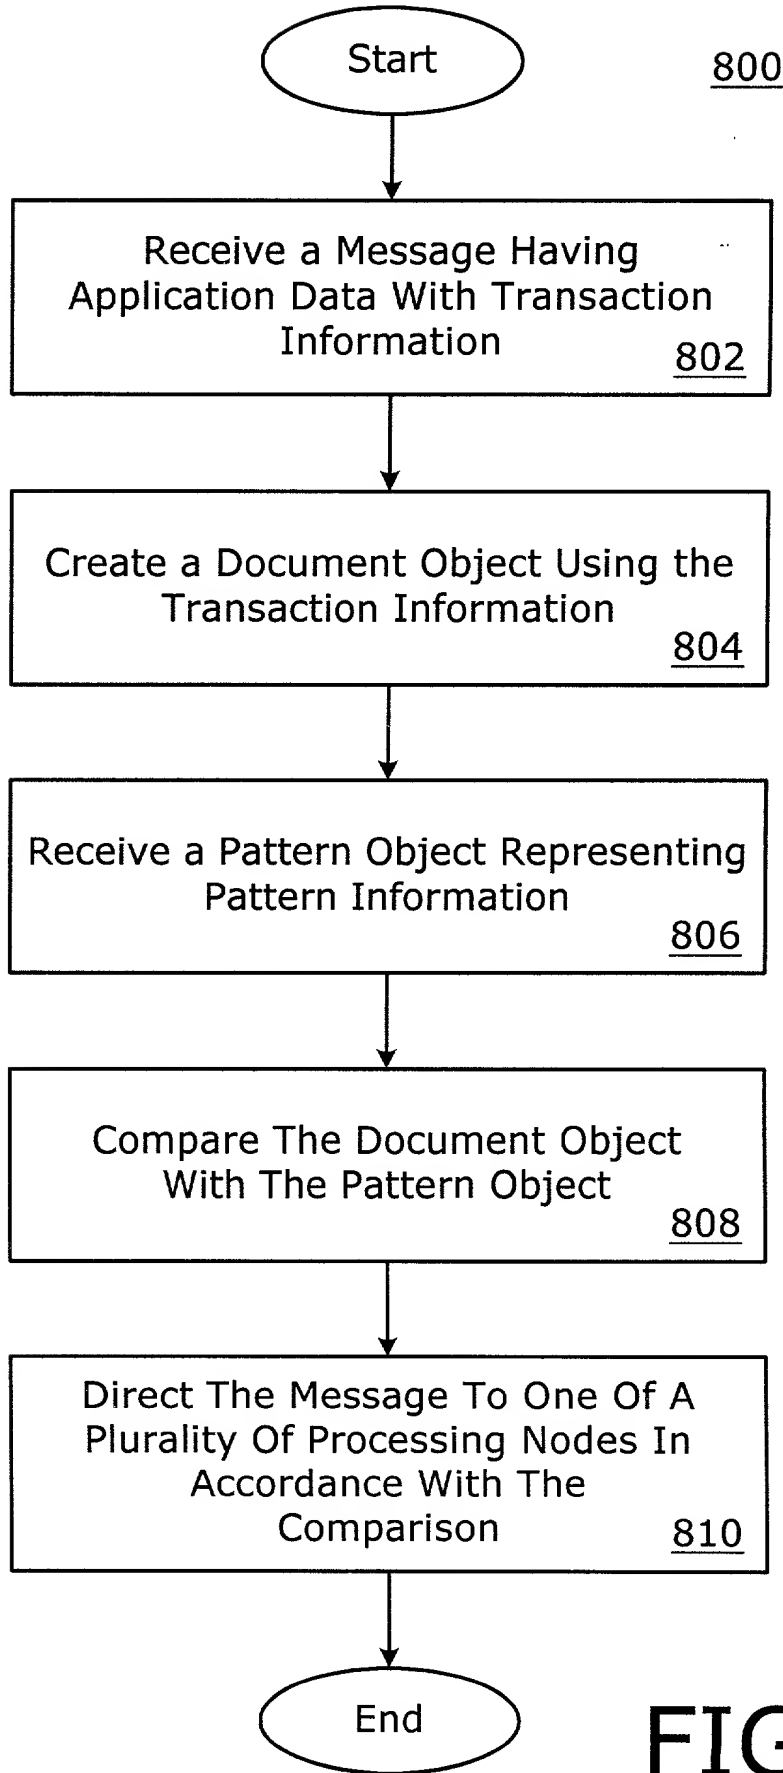 Start
800
Receive a Message Having
Application Data With Transaction
Information
802
Create a Document Object Using the
Transaction Information
804
Receive a Pattern Object Representing
Pattern Information
806
Compare The Document Object
With The Pattern Object
808
Direct The Message To One Of A
Plurality Of Processing Nodes In
Accordance With The
Comparison
810
End
FIG